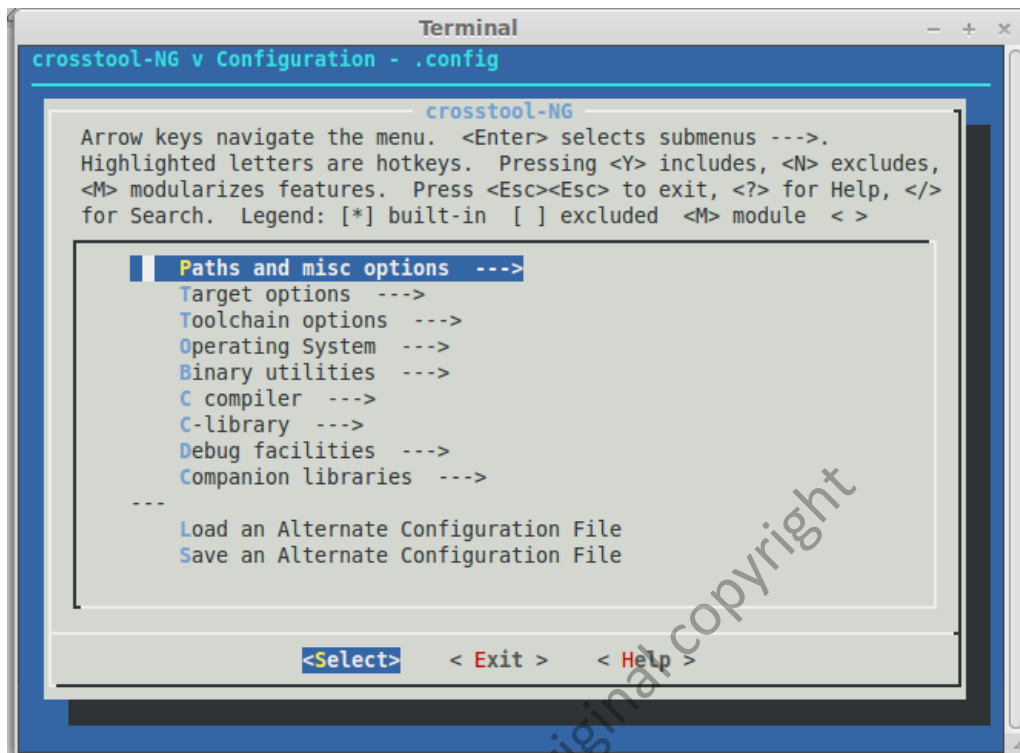 Terminal
crosstool-NG v Configuration - .config
crosstool-NG
Arrow keys navigate the menu.  <Enter> selects submenus --->.
Highlighted letters are hotkeys.  Pressing <Y> includes, <N> excludes,
<M> modularizes features.  Press <Esc><Esc> to exit, <?> for Help, </>
for Search.  Legend: [*] built-in  [ ] excluded  <M> module  < >
Paths and misc options  --->
Target options  --->
Toolchain options  --->
Operating System  --->
Binary utilities  --->
C compiler  --->
C-library  --->
Debug facilities  --->
Companion libraries  --->
---
Load an Alternate Configuration File
Save an Alternate Configuration File
<Select>    < Exit >    < Help >
copyright